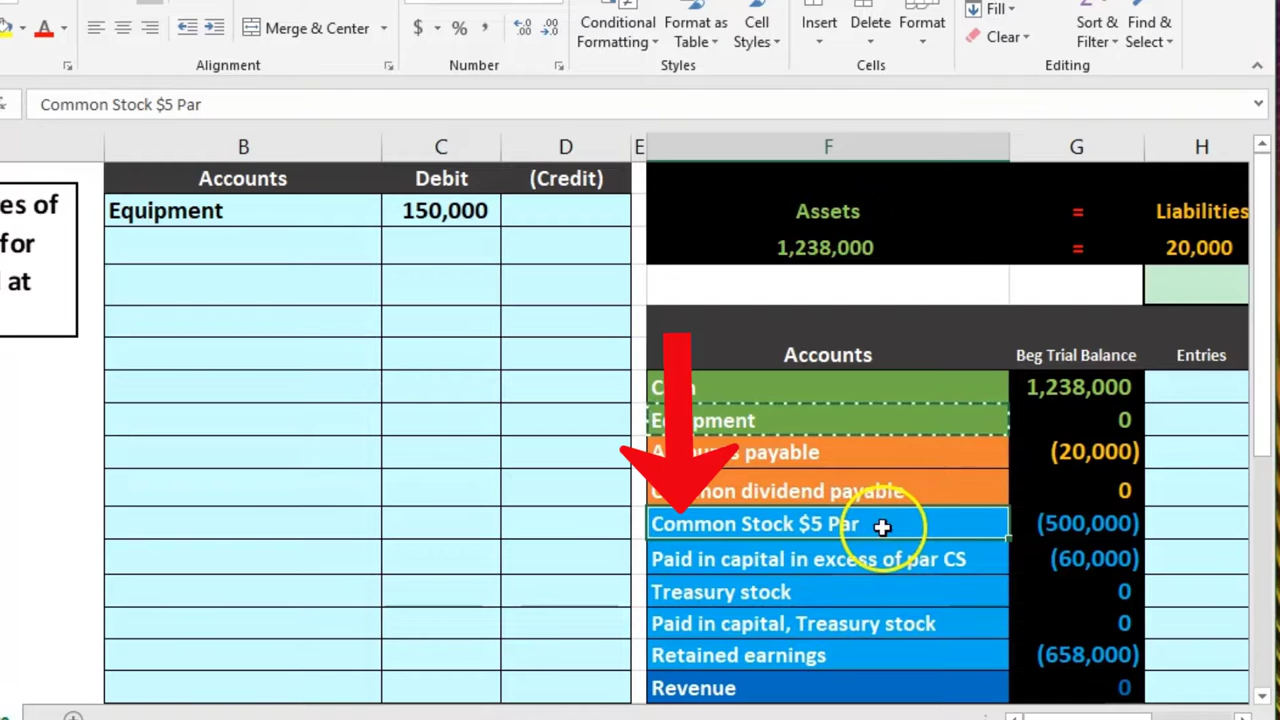 Merge & Center
$ % ,
Conditional Formatting
Format as Table
Cell Styles
Insert
Delete
Format
Fill
Clear
Sort & Filter
Find & Select
Alignment
Number
Styles
Cells
Editing
Common Stock $5 Par
B C D E F G H
es of
for
at
Accounts Debit (Credit)
Equipment 150,000
Assets = Liabilities
1,238,000 = 20,000
Accounts Beg Trial Balance Entries
1,238,000
Equipment 0
payable (20,000)
Common dividend payable 0
Common Stock $5 Par (500,000)
Paid in capital in excess of par CS (60,000)
Treasury stock 0
Paid in capital, Treasury stock 0
Retained earnings (658,000)
Revenue 0